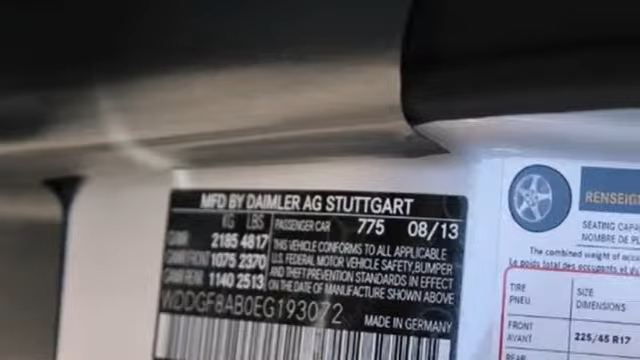 MFD BY DAIMLER AG STUTTGART
KG LBS
PASSENGER CAR 775 08/13
GVWR 2185 4817
GAWR FRONT 1075 2370
GAWR REAR 1140 2513
THIS VEHICLE CONFORMS TO ALL APPLICABLE
U.S. FEDERAL MOTOR VEHICLE SAFETY, BUMPER
AND THEFT PREVENTION STANDARDS IN EFFECT
ON THE DATE OF MANUFACTURE SHOWN ABOVE
WDDGF8AB0EG193072
MADE IN GERMANY
RENSEIGN
SEATING CAPA
NOMBRE DE PL
The combined weight of occu
Le poids total des occupants et d
TIRE
PNEU
SIZE
DIMENSIONS
FRONT
AVANT
225/45 R17
REAR